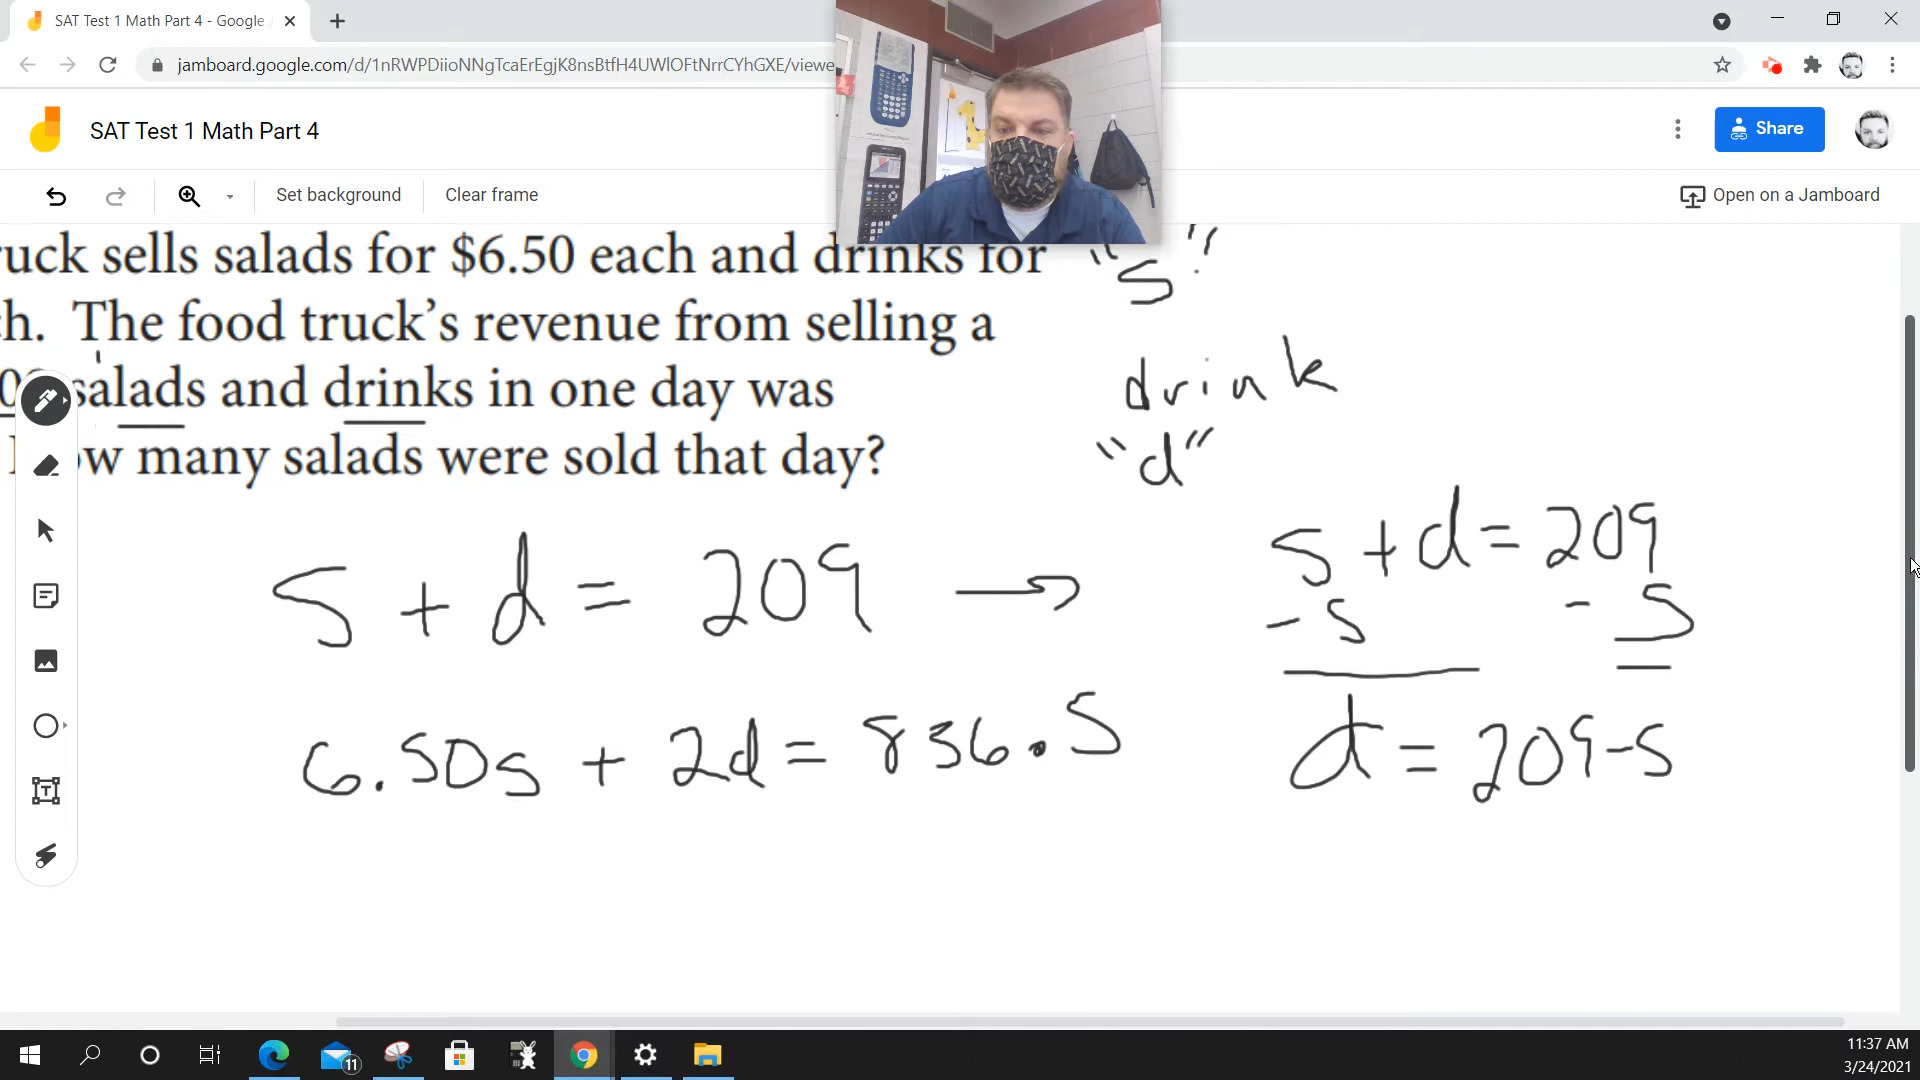 SAT Test 1 Math Part 4 - Google
jamboard.google.com/d/1nRWPDiioNNgTcaErEgjK8nsBtfH4UWlOFtNrrCYhGXE/viewe
SAT Test 1 Math Part 4
Share
Set background
Clear frame
Open on a Jamboard
ruck sells salads for $6.50 each and drinks for
h. The food truck's revenue from selling a
salads and drinks in one day was
ow many salads were sold that day?
"s"
drink
"d"
s + d = 209
6.50s + 2d = 836.5
s + d = 209
-s -s
d = 209-s
11
11:37 AM
3/24/2021